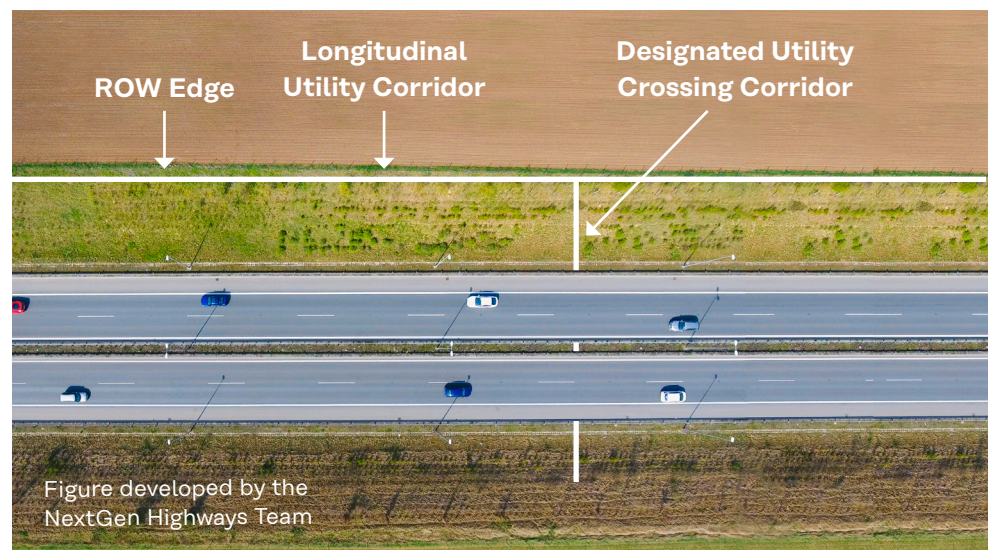 ROW Edge
Longitudinal
Utility Corridor
Designated Utility
Crossing Corridor
Figure developed by the
NextGen Highways Team